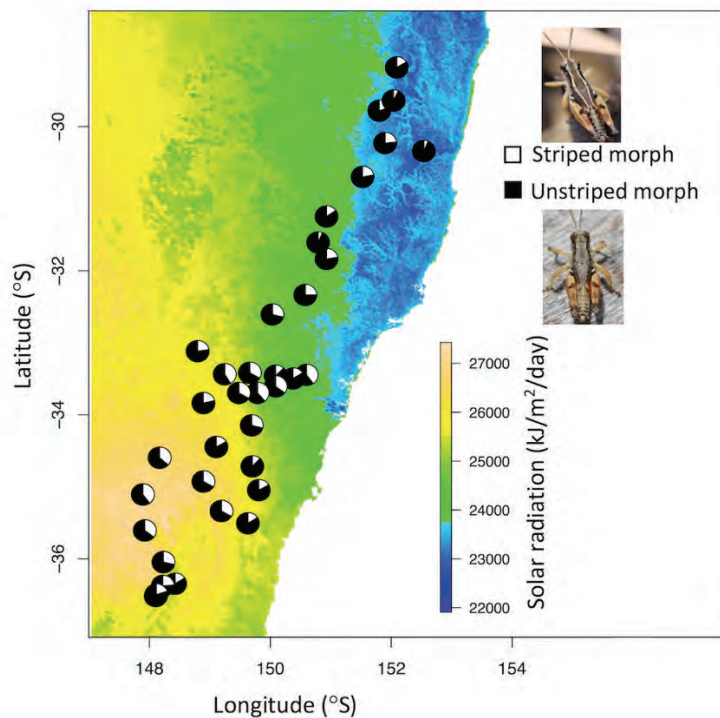 Striped morph
Unstriped morph
−30
−32
−34
−36
Latitude (°S)
27000
26000
25000
24000
23000
22000
Solar radiation (kJ/m²/day)
148
150
152
154
Longitude (°S)